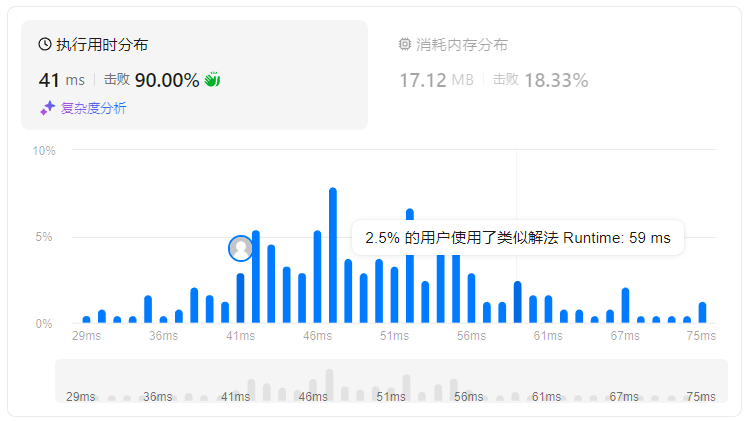 执行用时分布
消耗内存分布
41 ms 击败 90.00%
17.12 MB 击败 18.33%
复杂度分析
10%
2.5% 的用户使用了类似解法 Runtime: 59 ms
5%
0%
29ms 36ms 41ms 46ms 51ms 56ms 61ms 67ms 75ms
29ms 36ms 41ms 46ms 51ms 56ms 61ms 67ms 75ms